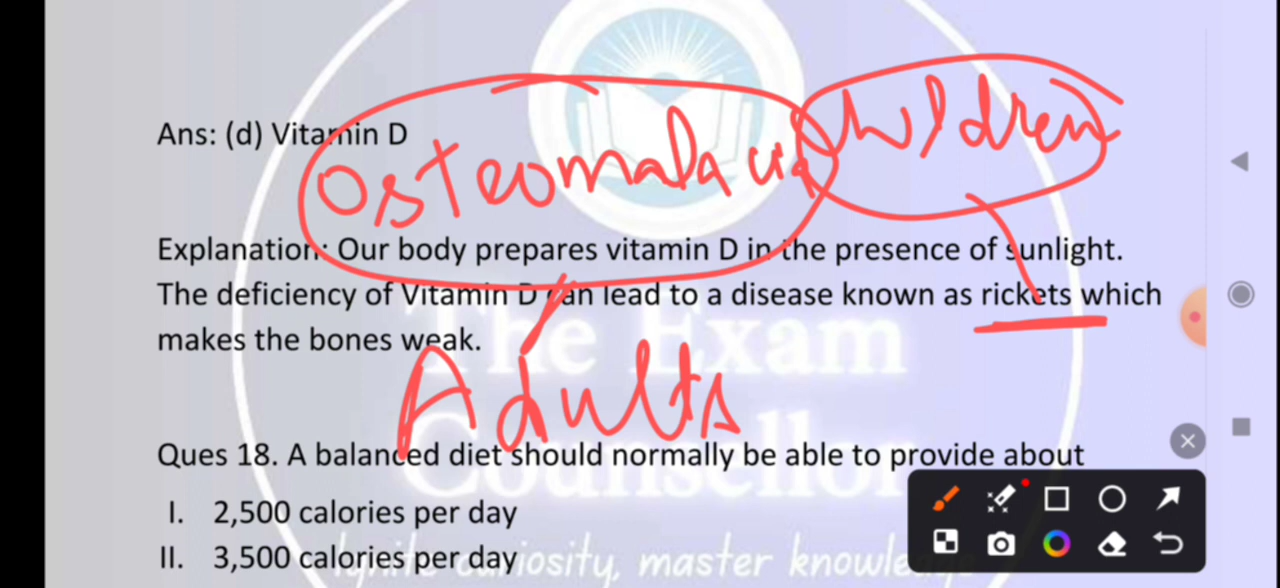 Ans: (d) Vitamin D
Osteomalacia
Children
Explanation: Our body prepares vitamin D in the presence of sunlight.
The deficiency of Vitamin D can lead to a disease known as rickets which
makes the bones weak.
The Exam
Adults
Counsellor
Ques 18. A balanced diet should normally be able to provide about
I. 2,500 calories per day
II. 3,500 calories per day
Ignite curiosity, master knowle